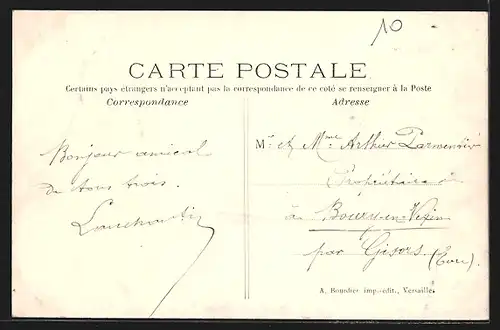 10
CARTE POSTALE
Certains pays étrangers n'acceptant pas la correspondance de ce coté se renseigner à la Poste
Correspondance
Adresse
Bonjour amical
de tous trois.
Mr et Mme Arthur Parmentier
Propriétaire
à Boury-en-Vexin
par Gisors. (Eure)
A. Bourdier imp.-édit., Versailles